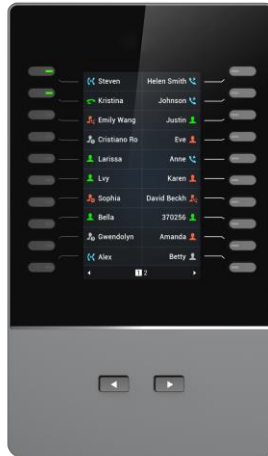 Steven Helen Smith
Kristina Johnson
Emily Wang Justin
Cristiano Ro Eve
Larissa Anne
Lvy Karen
Sophia David Beckh
Bella 370256
Gwendolyn Amanda
Alex Betty
1 2